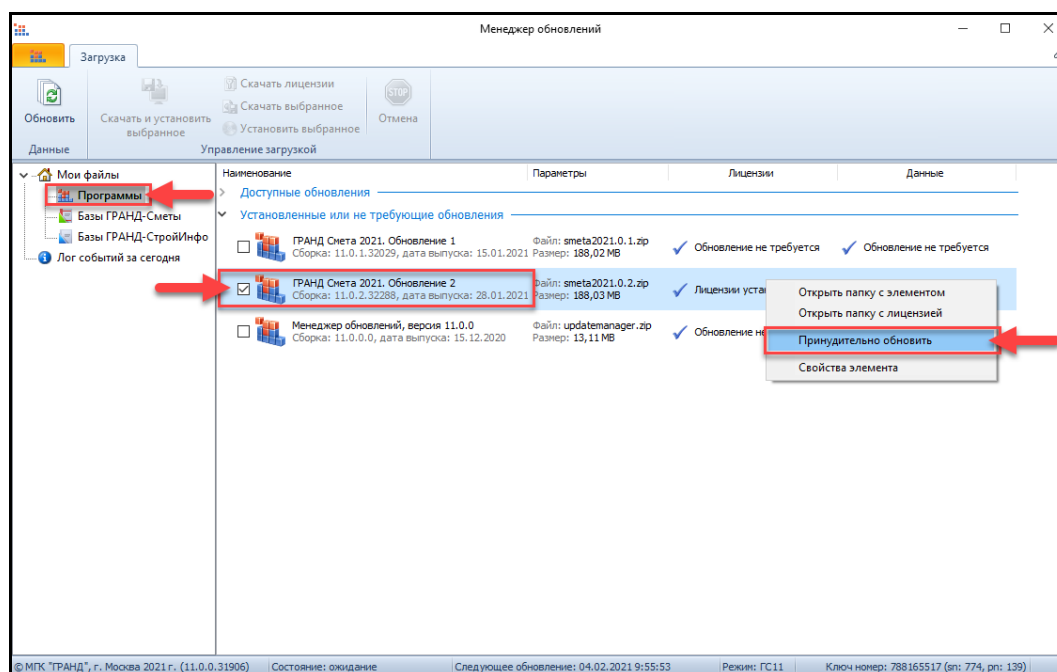 Менеджер обновлений
Загрузка
Обновить
Скачать и установить
выбранное
Скачать лицензии
Скачать выбранное
Установить выбранное
STOP
Отмена
Данные
Управление загрузкой
Мои файлы
Программы
Базы ГРАНД-Сметы
Базы ГРАНД-СтройИнфо
Лог событий за сегодня
Наименование Параметры Лицензии Данные
Доступные обновления
Установленные или не требующие обновления
ГРАНД Смета 2021. Обновление 1 Файл: smeta2021.0.1.zip
Сборка: 11.0.1.32029, дата выпуска: 15.01.2021 Размер: 188,02 MB
Обновление не требуется Обновление не требуется
ГРАНД Смета 2021. Обновление 2 Файл: smeta2021.0.2.zip
Сборка: 11.0.2.32288, дата выпуска: 28.01.2021 Размер: 188,03 MB
Лицензии уста
Менеджер обновлений, версия 11.0.0 Файл: updatemanager.zip
Сборка: 11.0.0.0, дата выпуска: 15.12.2020 Размер: 13,11 MB
Обновление не
Открыть папку с элементом
Открыть папку с лицензией
Принудительно обновить
Свойства элемента
© МГК "ГРАНД", г. Москва 2021 г. (11.0.0.31906) Состояние: ожидание Следующее обновление: 04.02.2021 9:55:53 Режим: ГС11 Ключ номер: 788165517 (sn: 774, pn: 139)